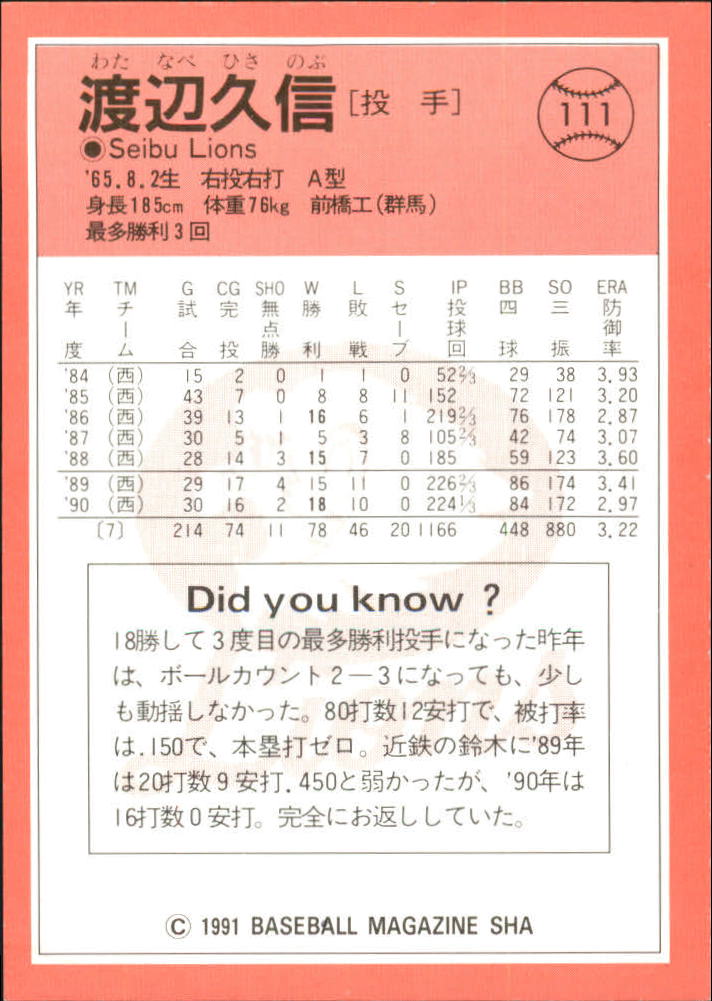 わた なべ ひさ のぶ
渡辺久信[投 手]
111
●Seibu Lions
'65.8.2生 右投右打 A型
身長185cm 体重76kg 前橋工(群馬)
最多勝利3回
YR TM G CG SHO W L S IP BB SO ERA
年度 チーム 試合 完投 無点勝 勝利 敗戦 セーブ 投球回 四球 三振 防御率
'84 (西) 15 2 0 1 1 0 52⅔ 29 38 3.93
'85 (西) 43 7 0 8 8 11 152 72 121 3.20
'86 (西) 39 13 1 16 6 1 219⅔ 76 178 2.87
'87 (西) 30 5 1 5 3 8 105⅔ 42 74 3.07
'88 (西) 28 14 3 15 7 0 185 59 123 3.60
'89 (西) 29 17 4 15 11 0 226⅔ 86 174 3.41
'90 (西) 30 16 2 18 10 0 224⅓ 84 172 2.97
〔7〕 214 74 11 78 46 20 1166 448 880 3.22
Did you know ?
18勝して3度目の最多勝利投手になった昨年
は、ボールカウント2−3になっても、少し
も動揺しなかった。80打数12安打で、被打率
は.150で、本塁打ゼロ。近鉄の鈴木に'89年
は20打数9安打.450と弱かったが、'90年は
16打数0安打。完全にお返ししていた。
© 1991 BASEBALL MAGAZINE SHA